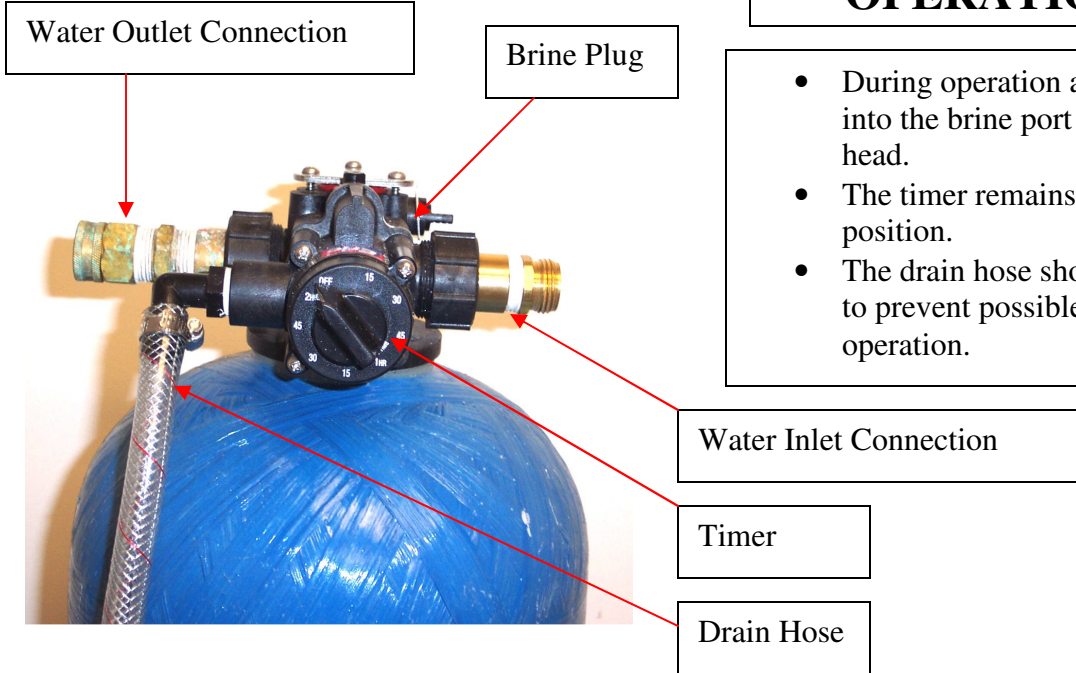 OPERATIO
Water Outlet Connection
Brine Plug
• During operation a
into the brine port
head.
• The timer remains
position.
• The drain hose sho
to prevent possible
operation.
OFF
15
30
45
1HR
15
30
45
2HR
Water Inlet Connection
Timer
Drain Hose